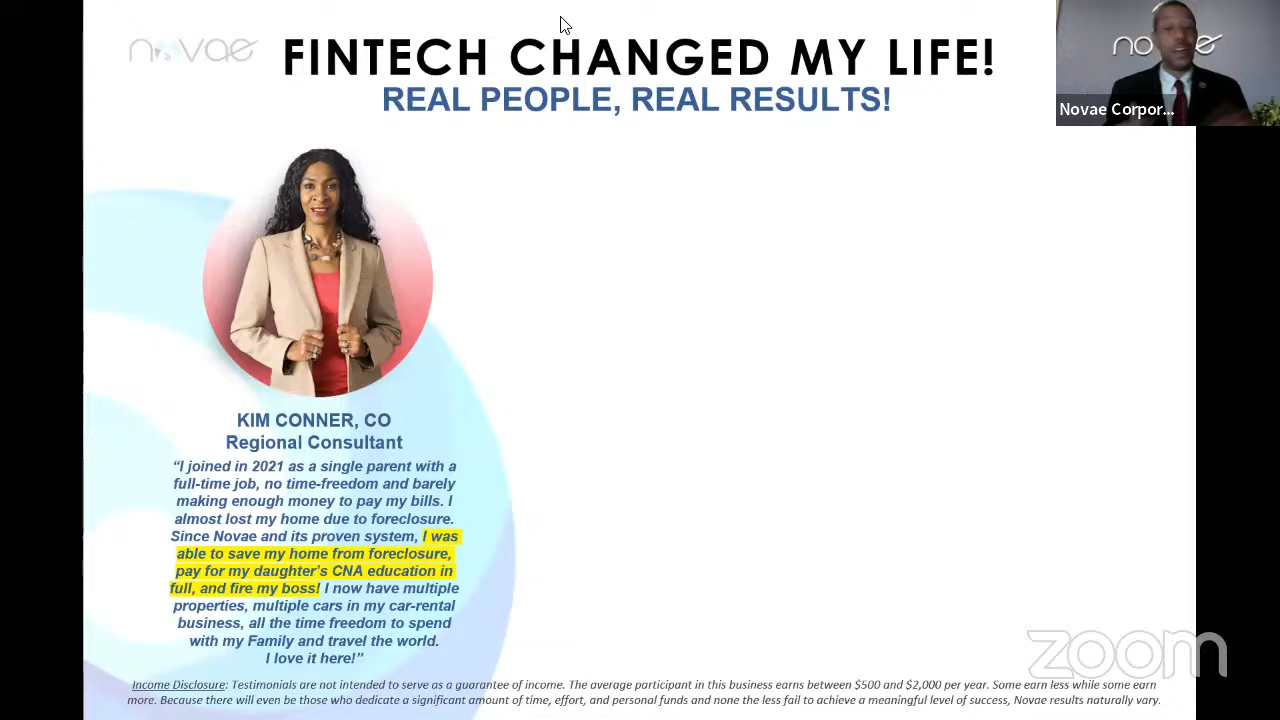 novae
FINTECH CHANGED MY LIFE!
REAL PEOPLE, REAL RESULTS!
novae
Novae Corpor...
KIM CONNER, CO
Regional Consultant
“I joined in 2021 as a single parent with a
full-time job, no time-freedom and barely
making enough money to pay my bills. I
almost lost my home due to foreclosure.
Since Novae and its proven system, I was
able to save my home from foreclosure,
pay for my daughter’s CNA education in
full, and fire my boss! I now have multiple
properties, multiple cars in my car-rental
business, all the time freedom to spend
with my Family and travel the world.
I love it here!”
zoom
Income Disclosure: Testimonials are not intended to serve as a guarantee of income. The average participant in this business earns between $500 and $2,000 per year. Some earn less while some earn
more. Because there will even be those who dedicate a significant amount of time, effort, and personal funds and none the less fail to achieve a meaningful level of success, Novae results naturally vary.